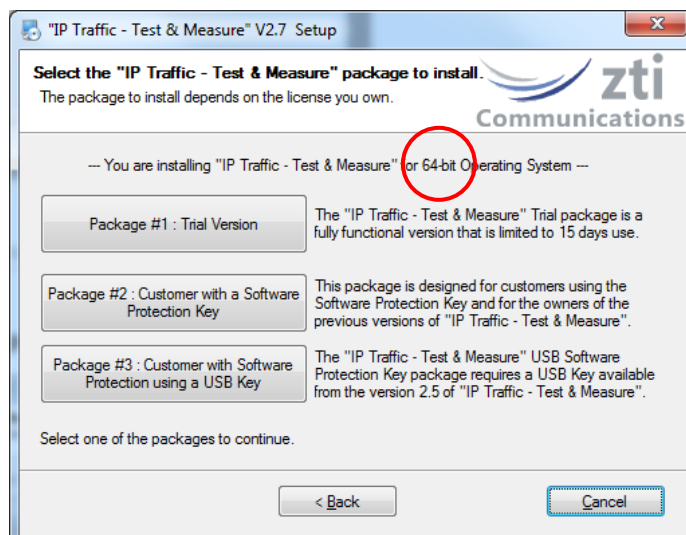 "IP Traffic - Test & Measure" V2.7 Setup
Select the "IP Traffic - Test & Measure" package to install.
The package to install depends on the license you own.
zti
Communications
--- You are installing "IP Traffic - Test & Measure" for 64-bit Operating System ---
Package #1 : Trial Version
The "IP Traffic - Test & Measure" Trial package is a
fully functional version that is limited to 15 days use.
Package #2 : Customer with a Software
Protection Key
This package is designed for customers using the
Software Protection Key and for the owners of the
previous versions of "IP Traffic - Test & Measure".
Package #3 : Customer with Software
Protection using a USB Key
The "IP Traffic - Test & Measure" USB Software
Protection Key package requires a USB Key available
from the version 2.5 of "IP Traffic - Test & Measure".
Select one of the packages to continue.
< Back
Cancel